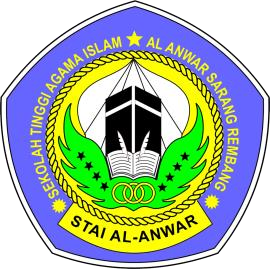 SEKOLAH TINGGI AGAMA ISLAM ★ AL ANWAR SARANG REMBANG
STAI AL-ANWAR